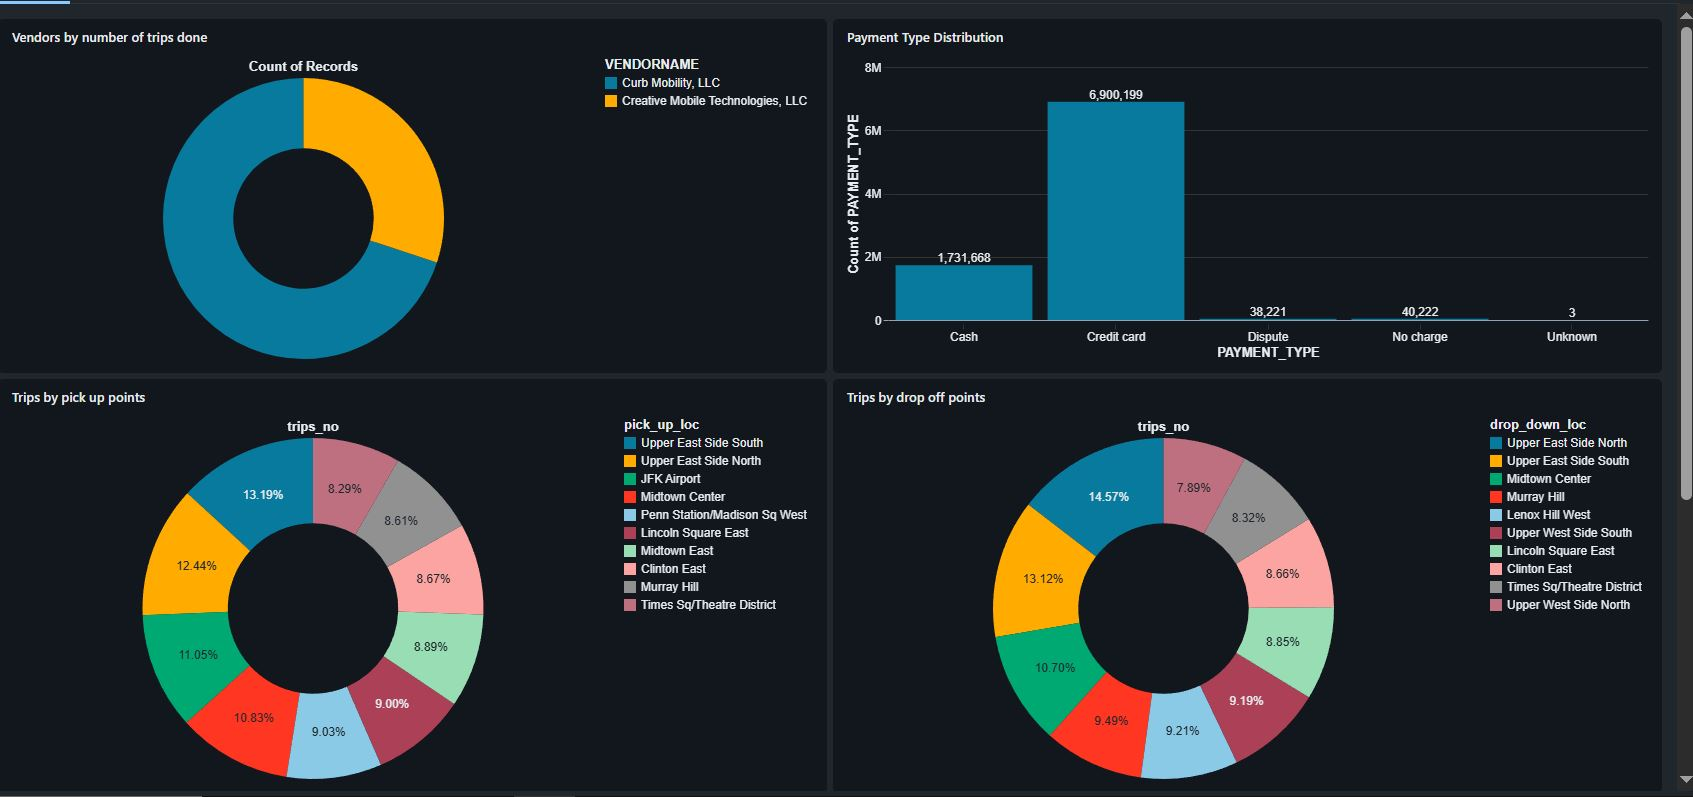 Vendors by number of trips done
Count of Records
VENDORNAME
Curb Mobility, LLC
Creative Mobile Technologies, LLC
Payment Type Distribution
Count of PAYMENT_TYPE
8M
6M
4M
2M
0
1,731,668
6,900,199
38,221
40,222
3
Cash
Credit card
Dispute
No charge
Unknown
PAYMENT_TYPE
Trips by pick up points
trips_no
13.19%
12.44%
11.05%
10.83%
9.03%
9.00%
8.89%
8.67%
8.61%
8.29%
pick_up_loc
Upper East Side South
Upper East Side North
JFK Airport
Midtown Center
Penn Station/Madison Sq West
Lincoln Square East
Midtown East
Clinton East
Murray Hill
Times Sq/Theatre District
Trips by drop off points
trips_no
14.57%
13.12%
10.70%
9.49%
9.21%
9.19%
8.85%
8.66%
8.32%
7.89%
drop_down_loc
Upper East Side North
Upper East Side South
Midtown Center
Murray Hill
Lenox Hill West
Upper West Side South
Lincoln Square East
Clinton East
Times Sq/Theatre District
Upper West Side North